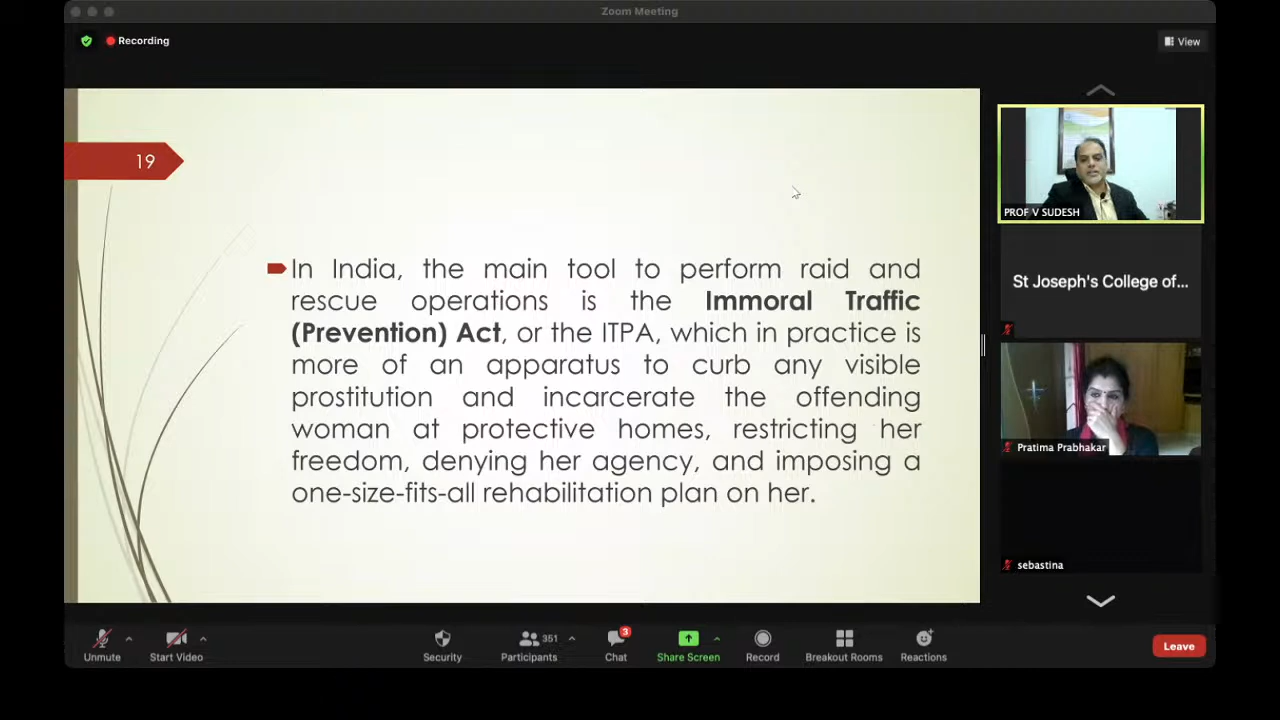 Zoom Meeting
Recording
View
19
In India, the main tool to perform raid and
rescue operations is the Immoral Traffic
(Prevention) Act, or the ITPA, which in practice is
more of an apparatus to curb any visible
prostitution and incarcerate the offending
woman at protective homes, restricting her
freedom, denying her agency, and imposing a
one-size-fits-all rehabilitation plan on her.
PROF V SUDESH
St Joseph's College of...
Pratima Prabhakar
sebastina
Unmute
Start Video
Security
Participants
351
Chat
3
Share Screen
Record
Breakout Rooms
Reactions
Leave